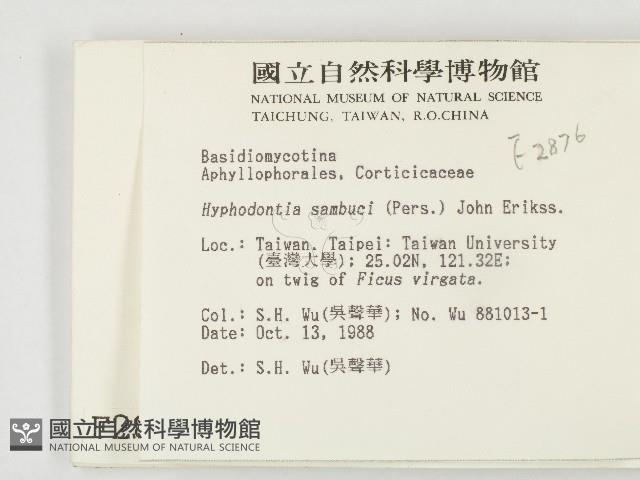 國立自然科學博物館
NATIONAL MUSEUM OF NATURAL SCIENCE
TAICHUNG, TAIWAN, R.O.CHINA
F2876
Basidiomycotina
Aphyllophorales, Corticicaceae
Hyphodontia sambuci (Pers.) John Erikss.
Loc.: Taiwan. Taipei: Taiwan University
(臺灣大學); 25.02N, 121.32E;
on twig of Ficus virgata.
Col.: S.H. Wu(吳聲華); No. Wu 881013-1
Date: Oct. 13, 1988
Det.: S.H. Wu(吳聲華)
國立自然科學博物館
NATIONAL MUSEUM OF NATURAL SCIENCE